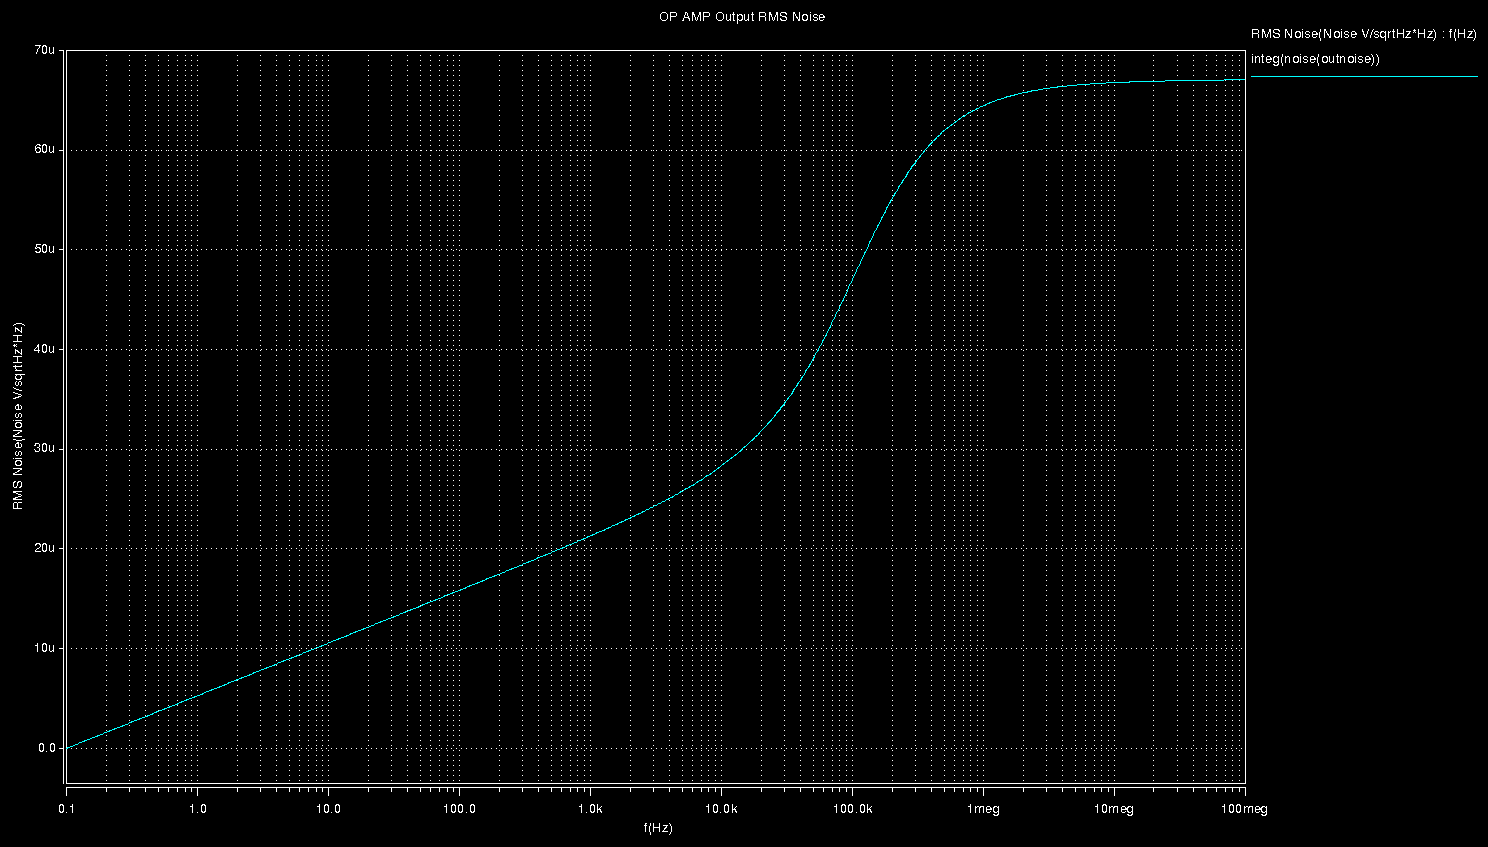 OP AMP Output RMS Noise
RMS Noise(Noise V/sqrtHz*Hz) : f(Hz)
integ(noise(outnoise))
70u
60u
50u
40u
30u
20u
10u
0.0
RMS Noise(Noise V/sqrtHz*Hz)
0.1 1.0 10.0 100.0 1.0k 10.0k 100.0k 1meg 10meg 100meg
f(Hz)